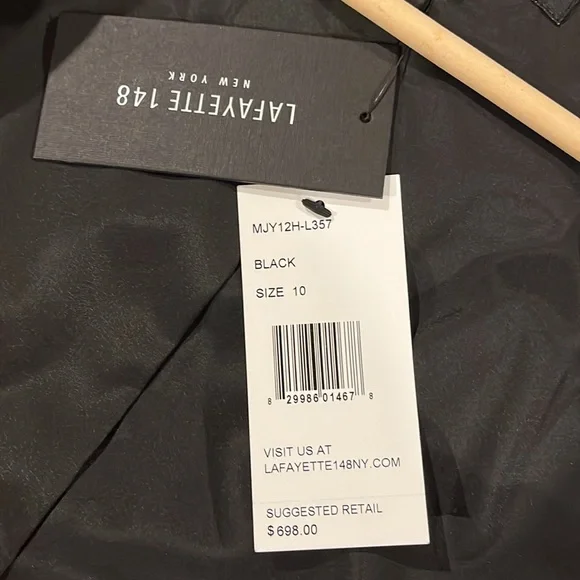 LAFAYETTE 148
NEW YORK
MJY12H-L357
BLACK
SIZE 10
8 29986 01467 8
VISIT US AT
LAFAYETTE148NY.COM
SUGGESTED RETAIL
$ 698.00